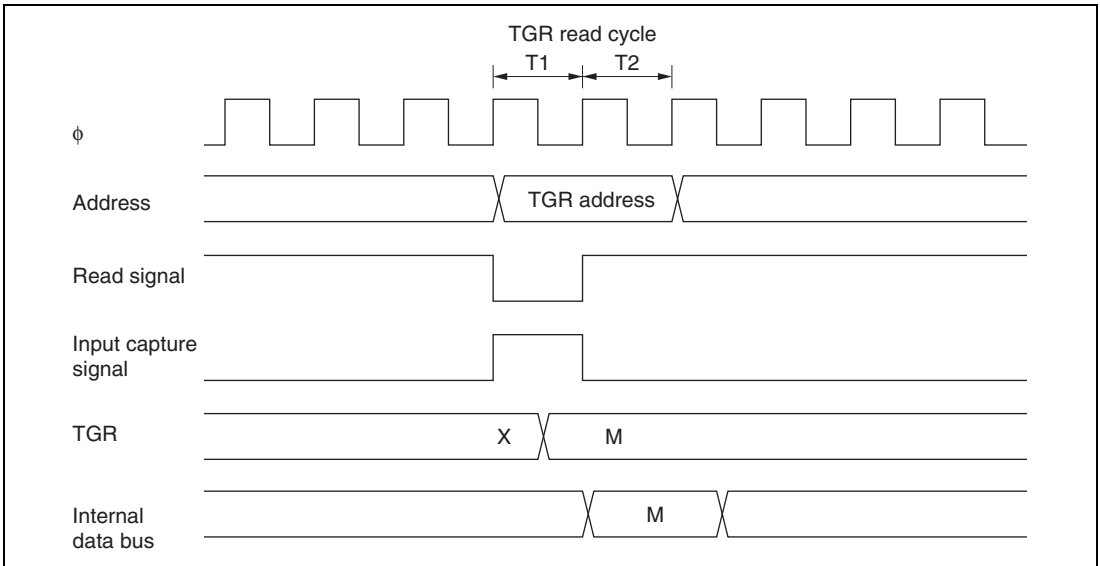 TGR read cycle
T1 T2
ϕ
Address
TGR address
Read signal
Input capture
signal
TGR
X M
Internal
data bus
M